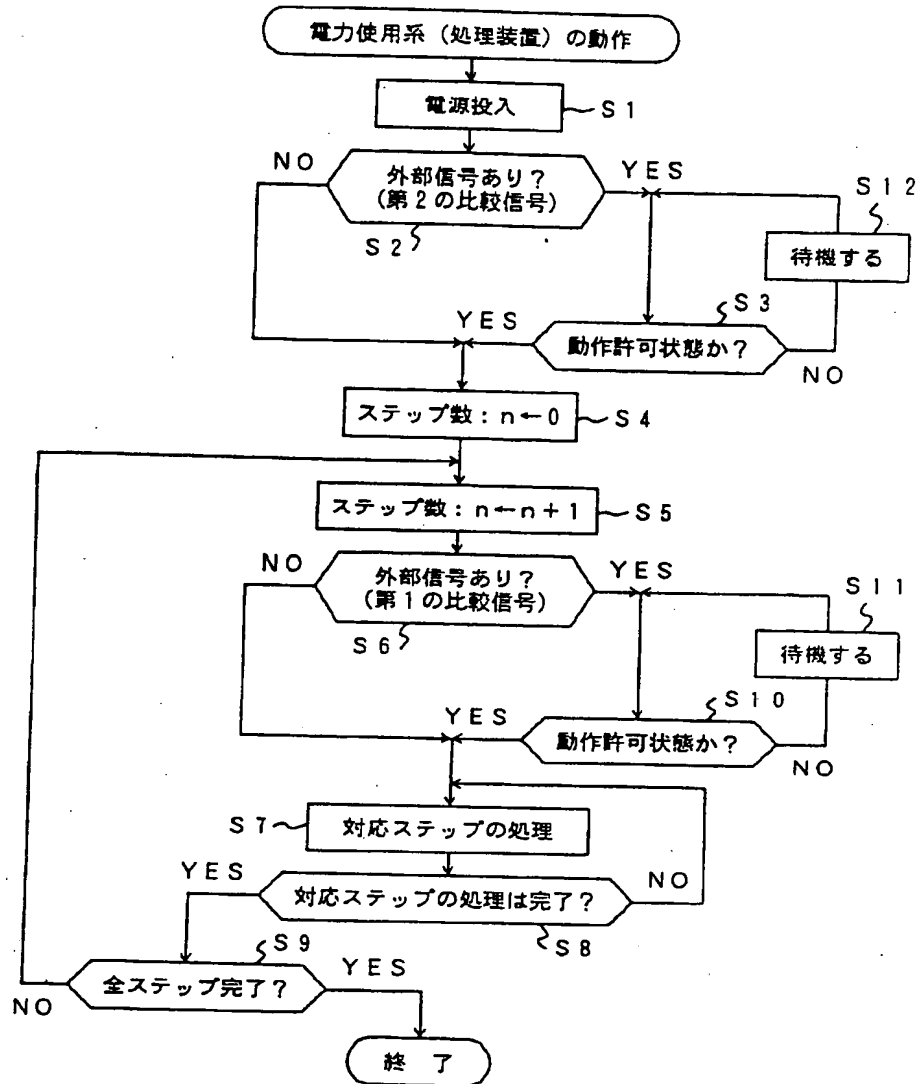 電力使用系(処理装置)の動作
電源投入
S1
NO
外部信号あり?
(第2の比較信号)
YES
S2
S12
待機する
S3
YES
動作許可状態か?
NO
ステップ数:n←0
S4
ステップ数:n←n+1
S5
NO
外部信号あり?
(第1の比較信号)
YES
S6
S11
待機する
S10
YES
動作許可状態か?
NO
S7
対応ステップの処理
YES
対応ステップの処理は完了?
NO
S8
S9
全ステップ完了?
YES
NO
終 了